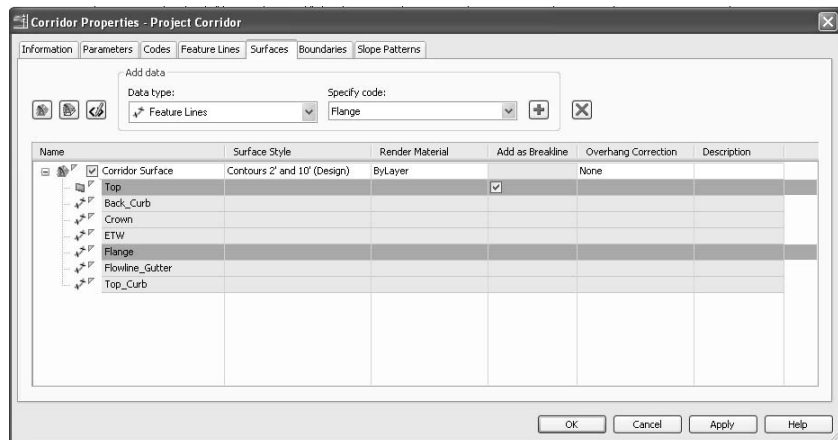 Corridor Properties - Project Corridor
Information Parameters Codes Feature Lines Surfaces Boundaries Slope Patterns
Add data
Data type: Specify code:
Feature Lines Flange
Name Surface Style Render Material Add as Breakline Overhang Correction Description
Corridor Surface Contours 2' and 10' (Design) ByLayer None
Top
Back_Curb
Crown
ETW
Flange
Flowline_Gutter
Top_Curb
OK Cancel Apply Help